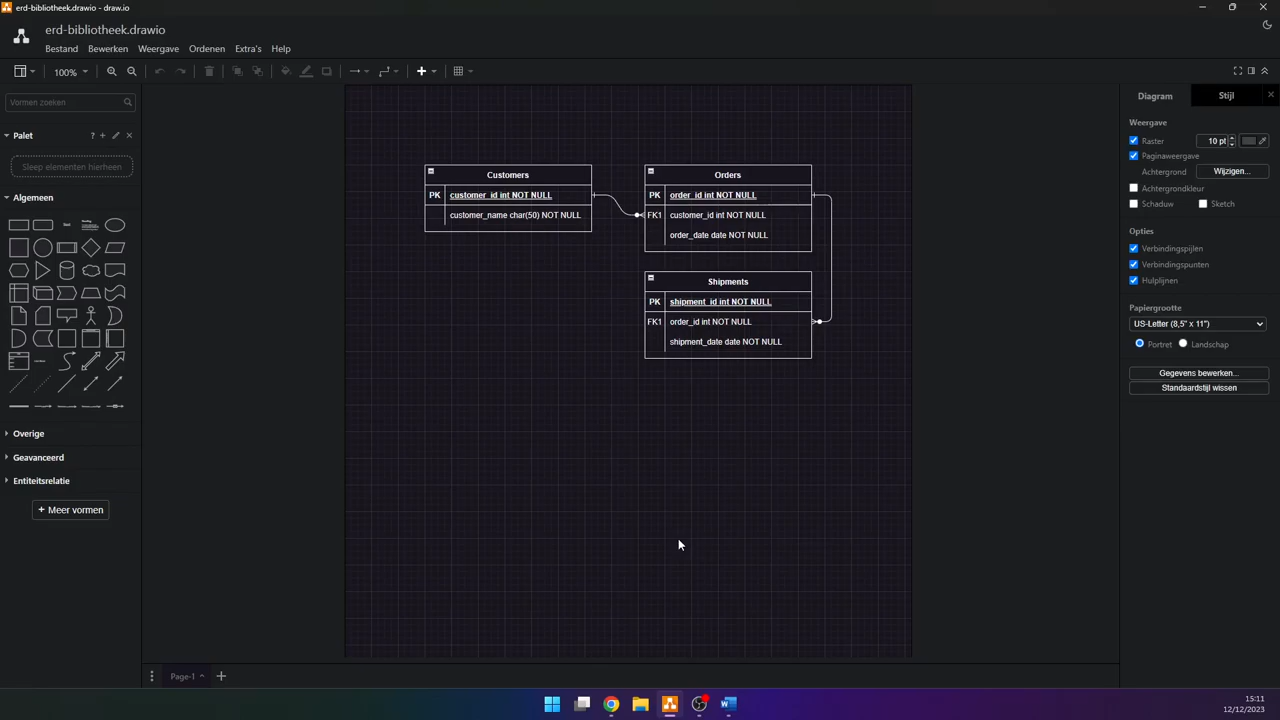 erd-bibliotheek.drawio - draw.io
erd-bibliotheek.drawio
Bestand Bewerken Weergave Ordenen Extra's Help
100%
Vormen zoeken
Palet
?
Sleep elementen hierheen
Algemeen
Text
Overige
Geavanceerd
Entiteitsrelatie
+ Meer vormen
Customers
PK customer_id int NOT NULL
customer_name char(50) NOT NULL
Orders
PK order_id int NOT NULL
FK1 customer_id int NOT NULL
order_date date NOT NULL
Shipments
PK shipment_id int NOT NULL
FK1 order_id int NOT NULL
shipment_date date NOT NULL
Diagram Stijl
Weergave
Raster 10 pt
Paginaweergave
Achtergrond Wijzigen...
Achtergrondkleur
Schaduw Sketch
Opties
Verbindingspijlen
Verbindingspunten
Hulplijnen
Papiergrootte
US-Letter (8,5" x 11")
Portret Landschap
Gegevens bewerken...
Standaardstijl wissen
Page-1
15:11
12/12/2023